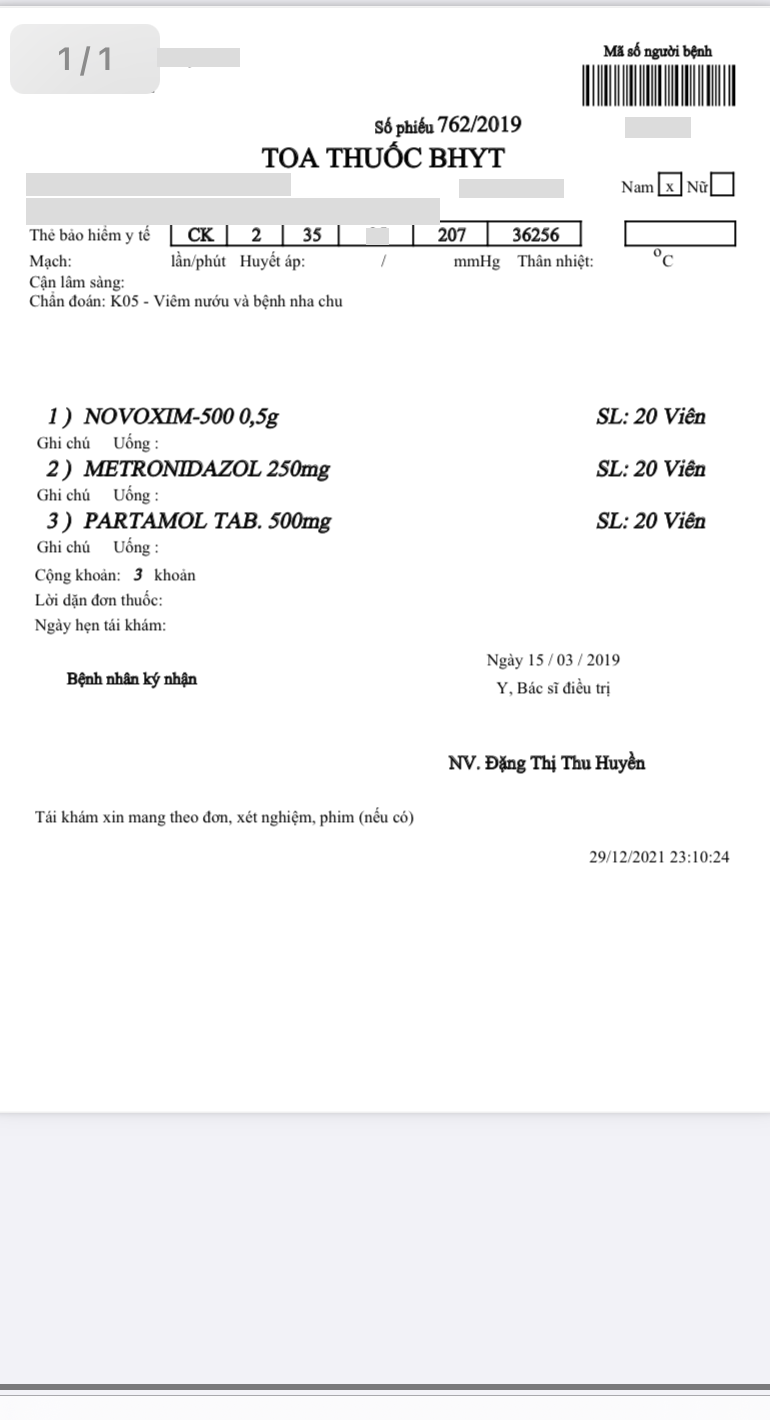 1/1
Mã số người bệnh
Số phiếu 762/2019
TOA THUỐC BHYT
Nam x Nữ
Thẻ bảo hiểm y tế CK 2 35 207 36256
Mạch: lần/phút Huyết áp: / mmHg Thân nhiệt: °C
Cận lâm sàng:
Chẩn đoán: K05 - Viêm nướu và bệnh nha chu
1 ) NOVOXIM-500 0,5g SL: 20 Viên
Ghi chú Uống :
2 ) METRONIDAZOL 250mg SL: 20 Viên
Ghi chú Uống :
3 ) PARTAMOL TAB. 500mg SL: 20 Viên
Ghi chú Uống :
Cộng khoản: 3 khoản
Lời dặn đơn thuốc:
Ngày hẹn tái khám:
Ngày 15 / 03 / 2019
Bệnh nhân ký nhận
Y, Bác sĩ điều trị
NV. Đặng Thị Thu Huyền
Tái khám xin mang theo đơn, xét nghiệm, phim (nếu có)
29/12/2021 23:10:24